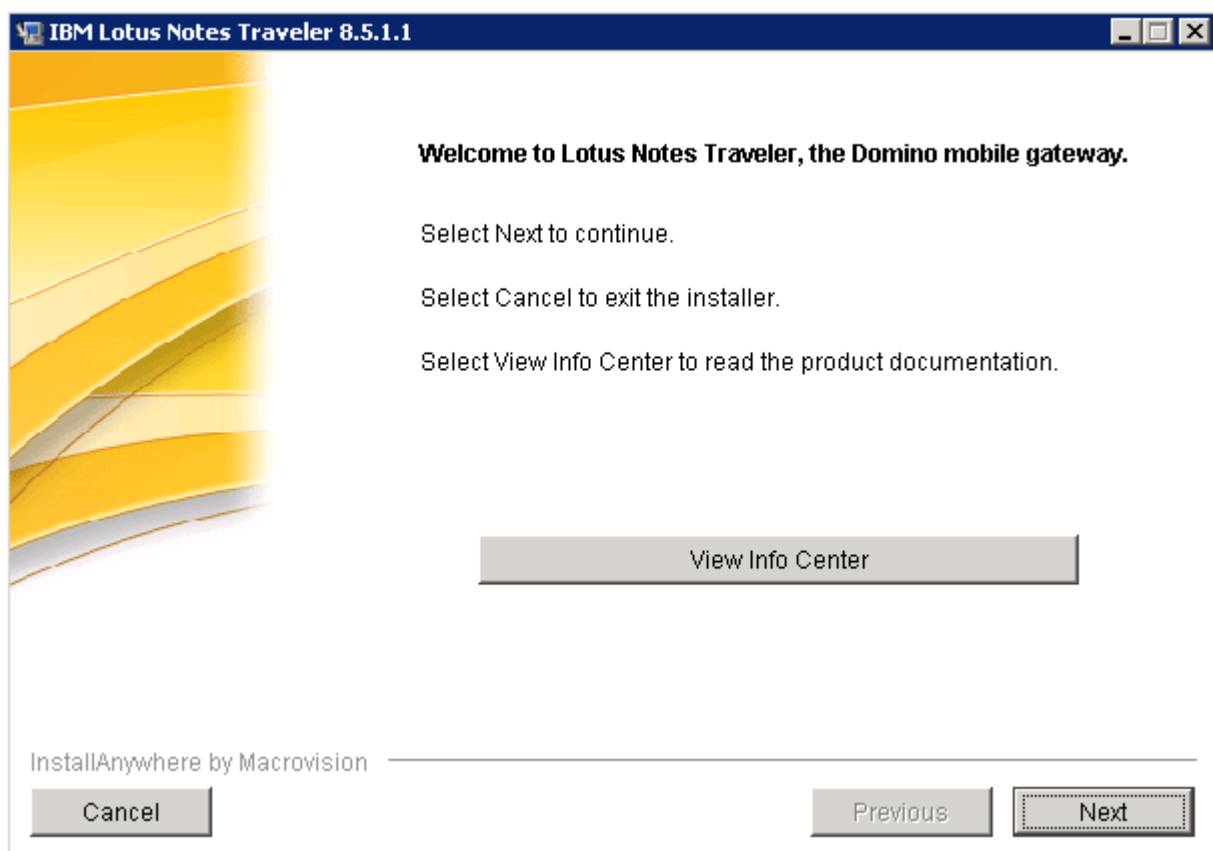 IBM Lotus Notes Traveler 8.5.1.1
Welcome to Lotus Notes Traveler, the Domino mobile gateway.
Select Next to continue.
Select Cancel to exit the installer.
Select View Info Center to read the product documentation.
View Info Center
InstallAnywhere by Macrovision
Cancel
Previous
Next